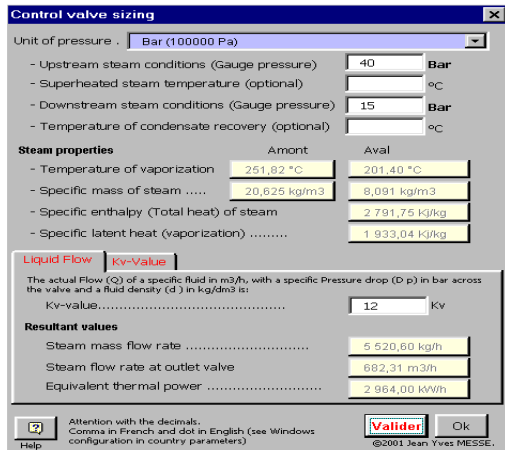 Control valve sizing
Unit of pressure . Bar (100000 Pa)
- Upstream steam conditions (Gauge pressure) 40 Bar
- Superheated steam temperature (optional) °C
- Downstream steam conditions (Gauge pressure) 15 Bar
- Temperature of condensate recovery (optional) °C
Steam properties Amont Aval
- Temperature of vaporization 251,82 °C 201,40 °C
- Specific mass of steam ..... 20,625 kg/m3 8,091 kg/m3
- Specific enthalpy (Total heat) of steam 2 791,75 Kj/kg
- Specific latent heat (vaporization) ......... 1 933,04 Kj/kg
Liquid Flow Kv-Value
The actual Flow (Q) of a specific fluid in m3/h, with a specific Pressure drop (D p) in bar across
the valve and a fluid density (d ) in kg/dm3 is:
Kv-value............................................. 12 Kv
Resultant values
Steam mass flow rate ............................. 5 520,60 kg/h
Steam flow rate at outlet valve 682,31 m3/h
Equivalent thermal power ........................... 2 964,00 kW/h
Help
Attention with the decimals.
Comma in French and dot in English (see Windows
configuration in country parameters)
Valider Ok
©2001 Jean Yves MESSE.